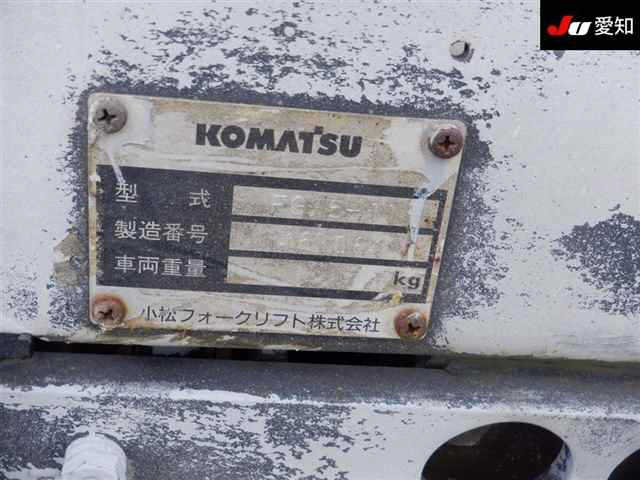 JU 愛知
KOMATSU
型 式
製造番号
車両重量 kg
小松フォークリフト株式会社